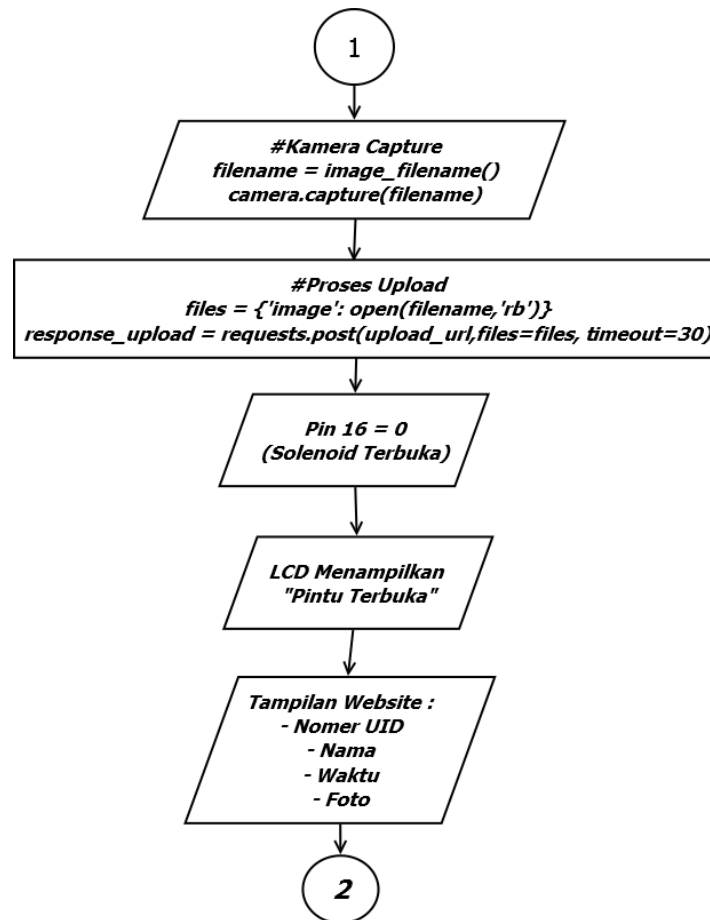 1
#Kamera Capture
filename = image_filename()
camera.capture(filename)
#Proses Upload
files = {'image': open(filename,'rb')}
response_upload = requests.post(upload_url,files=files, timeout=30)
Pin 16 = 0
(Solenoid Terbuka)
LCD Menampilkan
"Pintu Terbuka"
Tampilan Website :
- Nomer UID
- Nama
- Waktu
- Foto
2